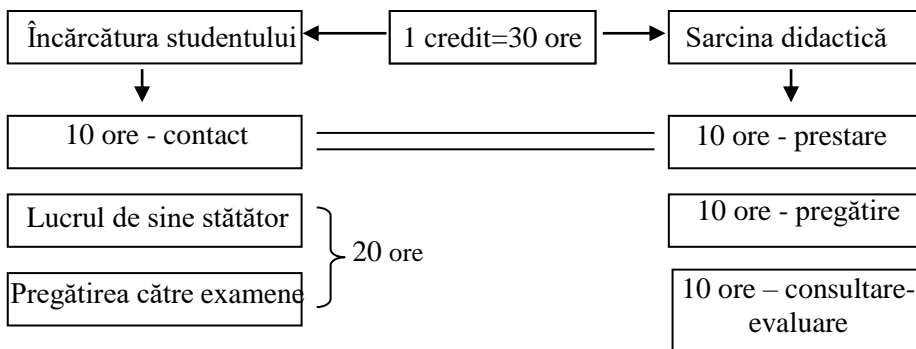 Încărcătura studentului
1 credit=30 ore
Sarcina didactică
10 ore - contact
10 ore - prestare
Lucrul de sine stătător
10 ore - pregătire
20 ore
Pregătirea către examene
10 ore – consultare-
evaluare